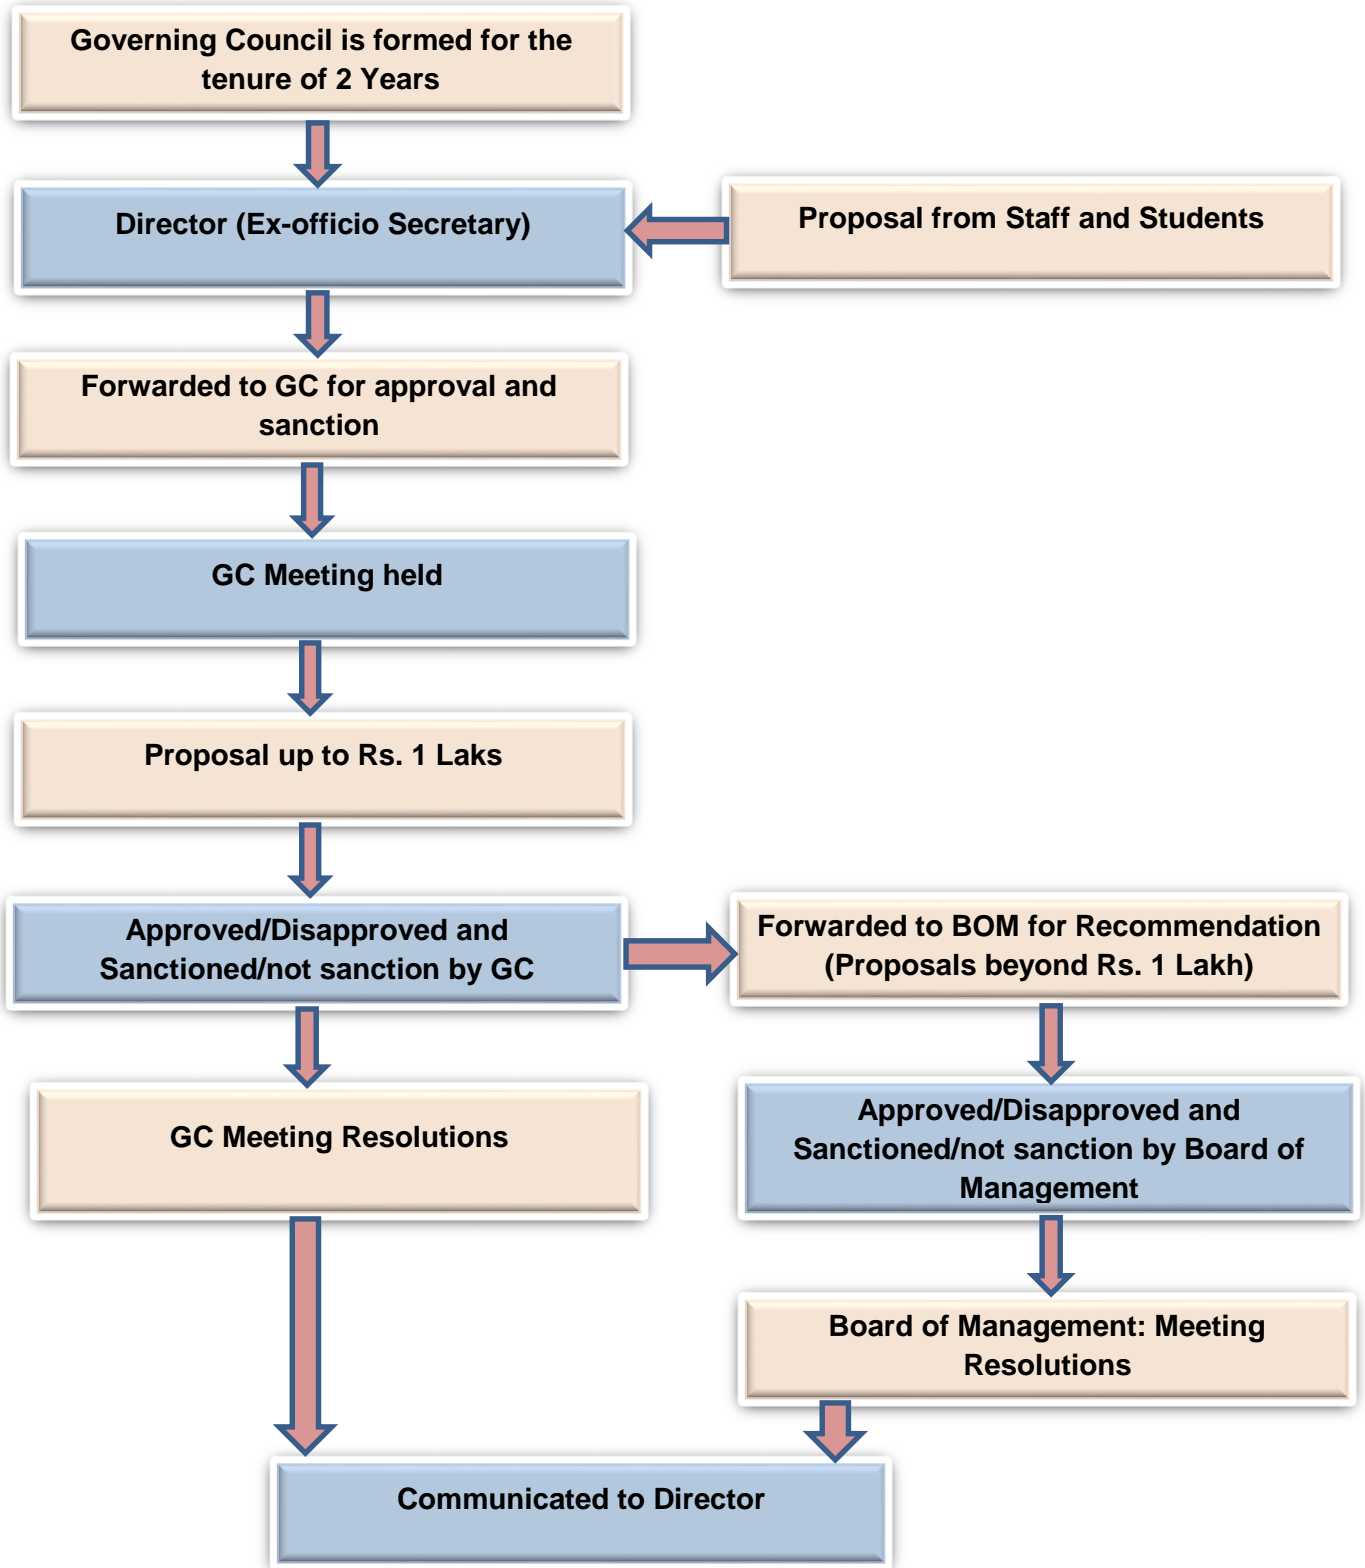 Governing Council is formed for the
tenure of 2 Years
Director (Ex-officio Secretary)
Proposal from Staff and Students
Forwarded to GC for approval and
sanction
GC Meeting held
Proposal up to Rs. 1 Laks
Approved/Disapproved and
Sanctioned/not sanction by GC
Forwarded to BOM for Recommendation
(Proposals beyond Rs. 1 Lakh)
GC Meeting Resolutions
Approved/Disapproved and
Sanctioned/not sanction by Board of
Management
Board of Management: Meeting
Resolutions
Communicated to Director